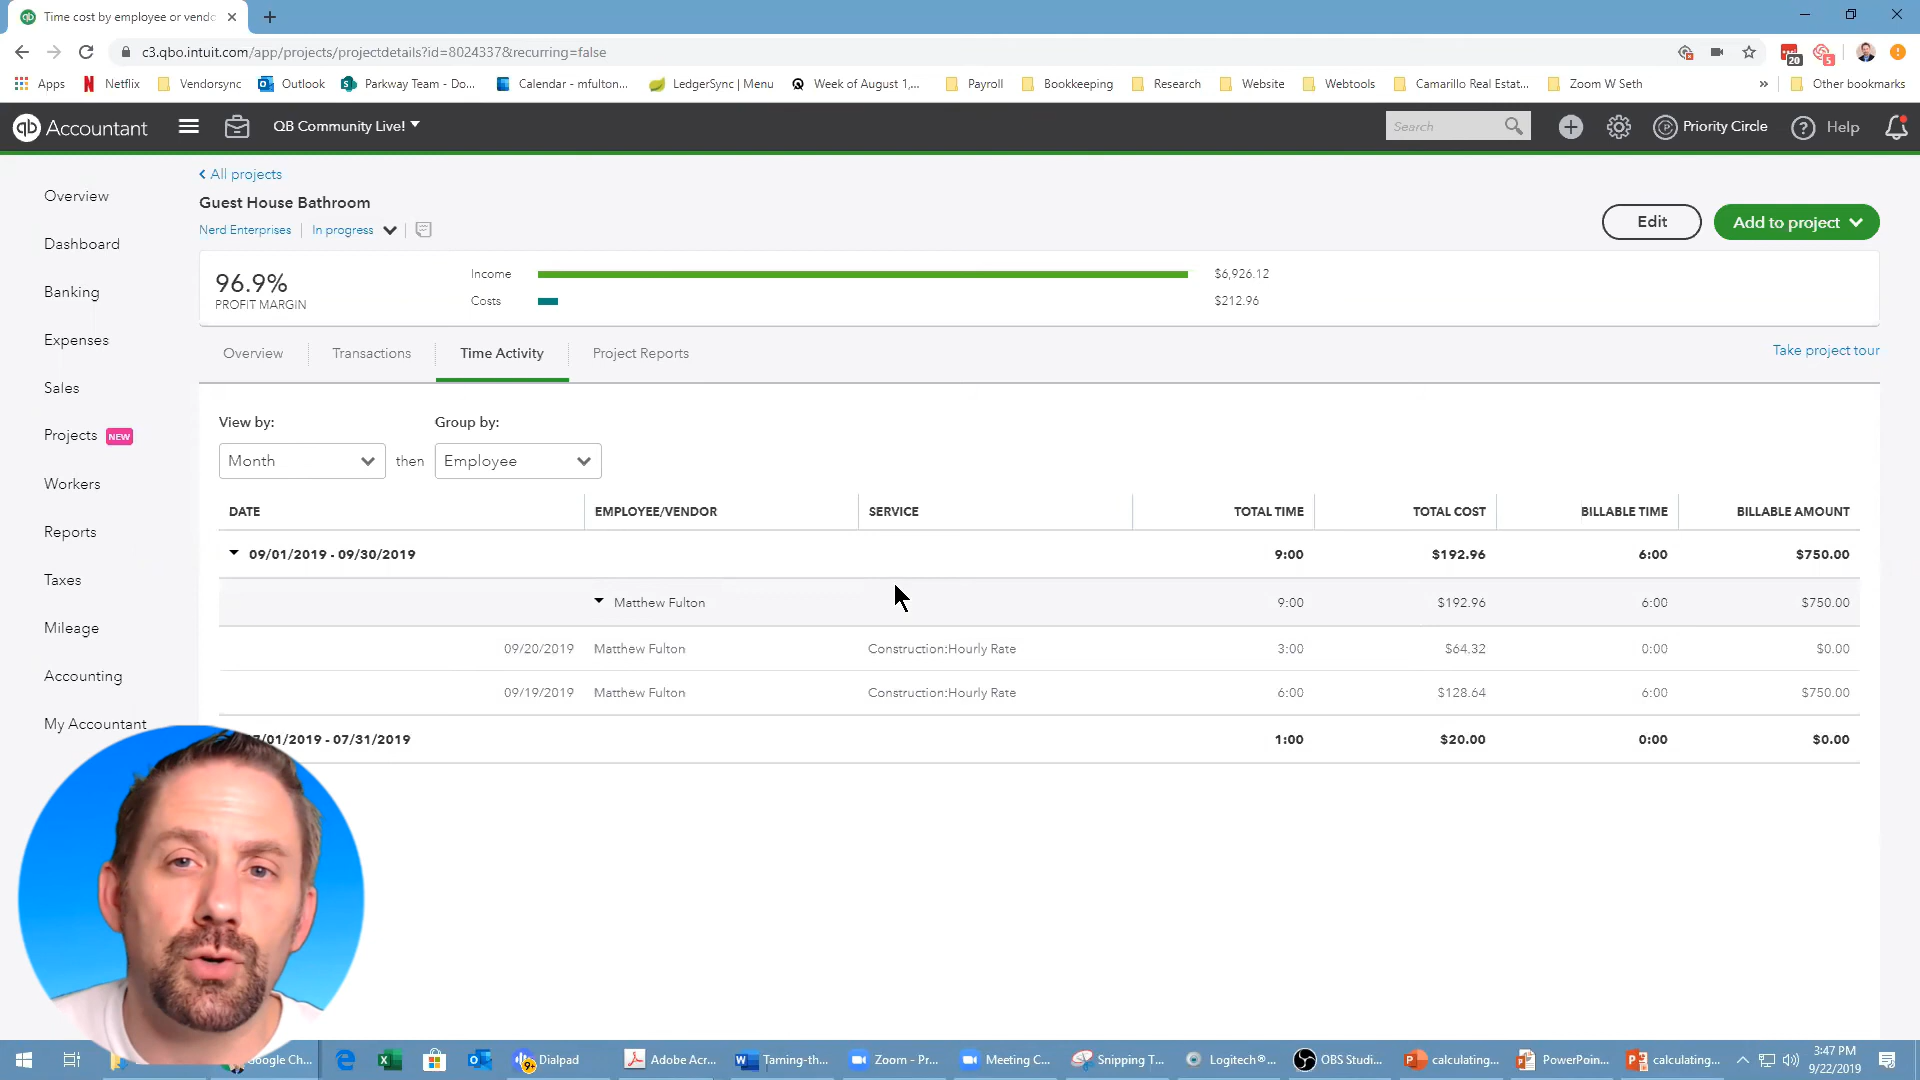 Time cost by employee or vendo
c3.qbo.intuit.com/app/projects/projectdetails?id=8024337&recurring=false
20
5
Apps Netflix Vendorsync Outlook Parkway Team - Do... Calendar - mfulton... LedgerSync | Menu Week of August 1,... Payroll Bookkeeping Research Website Webtools Camarillo Real Estat... Zoom W Seth » Other bookmarks
qb Accountant QB Community Live! Search Priority Circle Help
Overview
Dashboard
Banking
Expenses
Sales
Projects NEW
Workers
Reports
Taxes
Mileage
Accounting
My Accountant
All projects
Guest House Bathroom
Nerd Enterprises In progress
Edit
Add to project
96.9%
PROFIT MARGIN
Income $6,926.12
Costs $212.96
Overview Transactions Time Activity Project Reports
Take project tour
View by: Group by:
Month then Employee
DATE EMPLOYEE/VENDOR SERVICE TOTAL TIME TOTAL COST BILLABLE TIME BILLABLE AMOUNT
09/01/2019 - 09/30/2019 9:00 $192.96 6:00 $750.00
Matthew Fulton 9:00 $192.96 6:00 $750.00
09/20/2019 Matthew Fulton Construction:Hourly Rate 3:00 $64.32 0:00 $0.00
09/19/2019 Matthew Fulton Construction:Hourly Rate 6:00 $128.64 6:00 $750.00
7/01/2019 - 07/31/2019 1:00 $20.00 0:00 $0.00
oogle Ch... Dialpad 9+ Adobe Acr... Taming-th... Zoom - Pr... Meeting C... Snipping T... Logitech®... OBS Studi... calculating... PowerPoin... calculating...
3:47 PM
9/22/2019